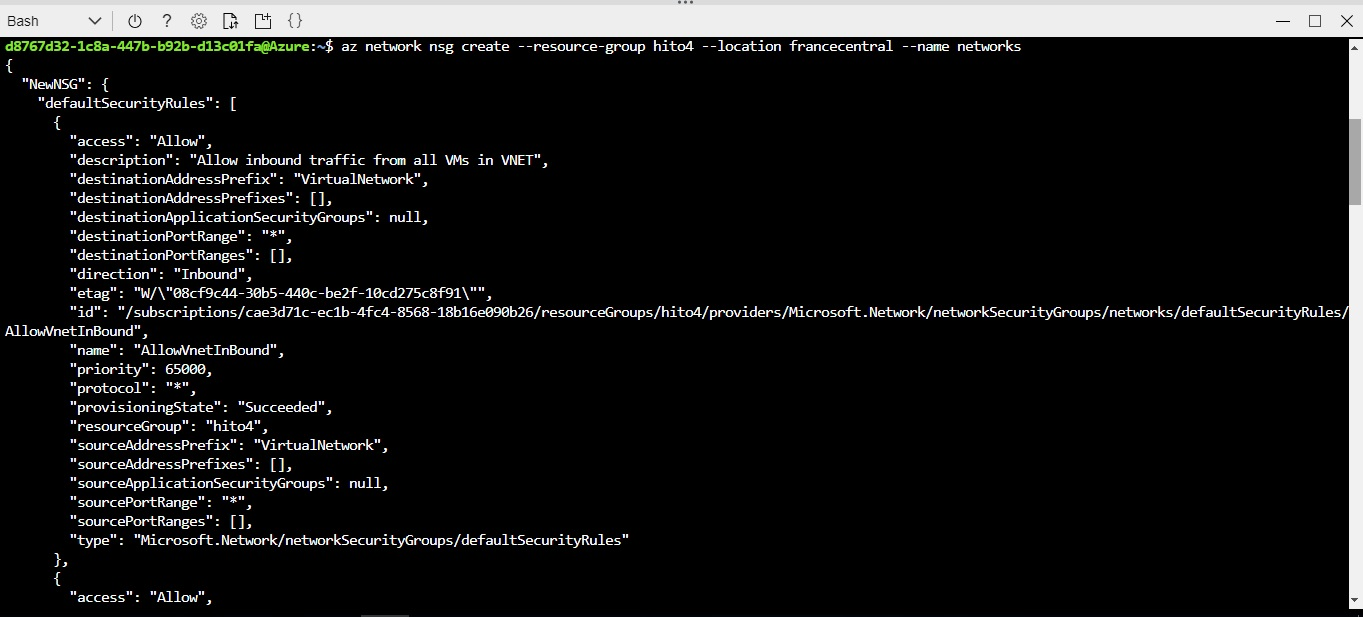 Bash
d8767d32-1c8a-447b-b92b-d13c01fa@Azure:~$ az network nsg create --resource-group hito4 --location francecentral --name networks
{
  "NewNSG": {
    "defaultSecurityRules": [
      {
        "access": "Allow",
        "description": "Allow inbound traffic from all VMs in VNET",
        "destinationAddressPrefix": "VirtualNetwork",
        "destinationAddressPrefixes": [],
        "destinationApplicationSecurityGroups": null,
        "destinationPortRange": "*",
        "destinationPortRanges": [],
        "direction": "Inbound",
        "etag": "W/\"08cf9c44-30b5-440c-be2f-10cd275c8f91\"",
        "id": "/subscriptions/cae3d71c-ec1b-4fc4-8568-18b16e090b26/resourceGroups/hito4/providers/Microsoft.Network/networkSecurityGroups/networks/defaultSecurityRules/
AllowVnetInBound",
        "name": "AllowVnetInBound",
        "priority": 65000,
        "protocol": "*",
        "provisioningState": "Succeeded",
        "resourceGroup": "hito4",
        "sourceAddressPrefix": "VirtualNetwork",
        "sourceAddressPrefixes": [],
        "sourceApplicationSecurityGroups": null,
        "sourcePortRange": "*",
        "sourcePortRanges": [],
        "type": "Microsoft.Network/networkSecurityGroups/defaultSecurityRules"
      },
      {
        "access": "Allow",